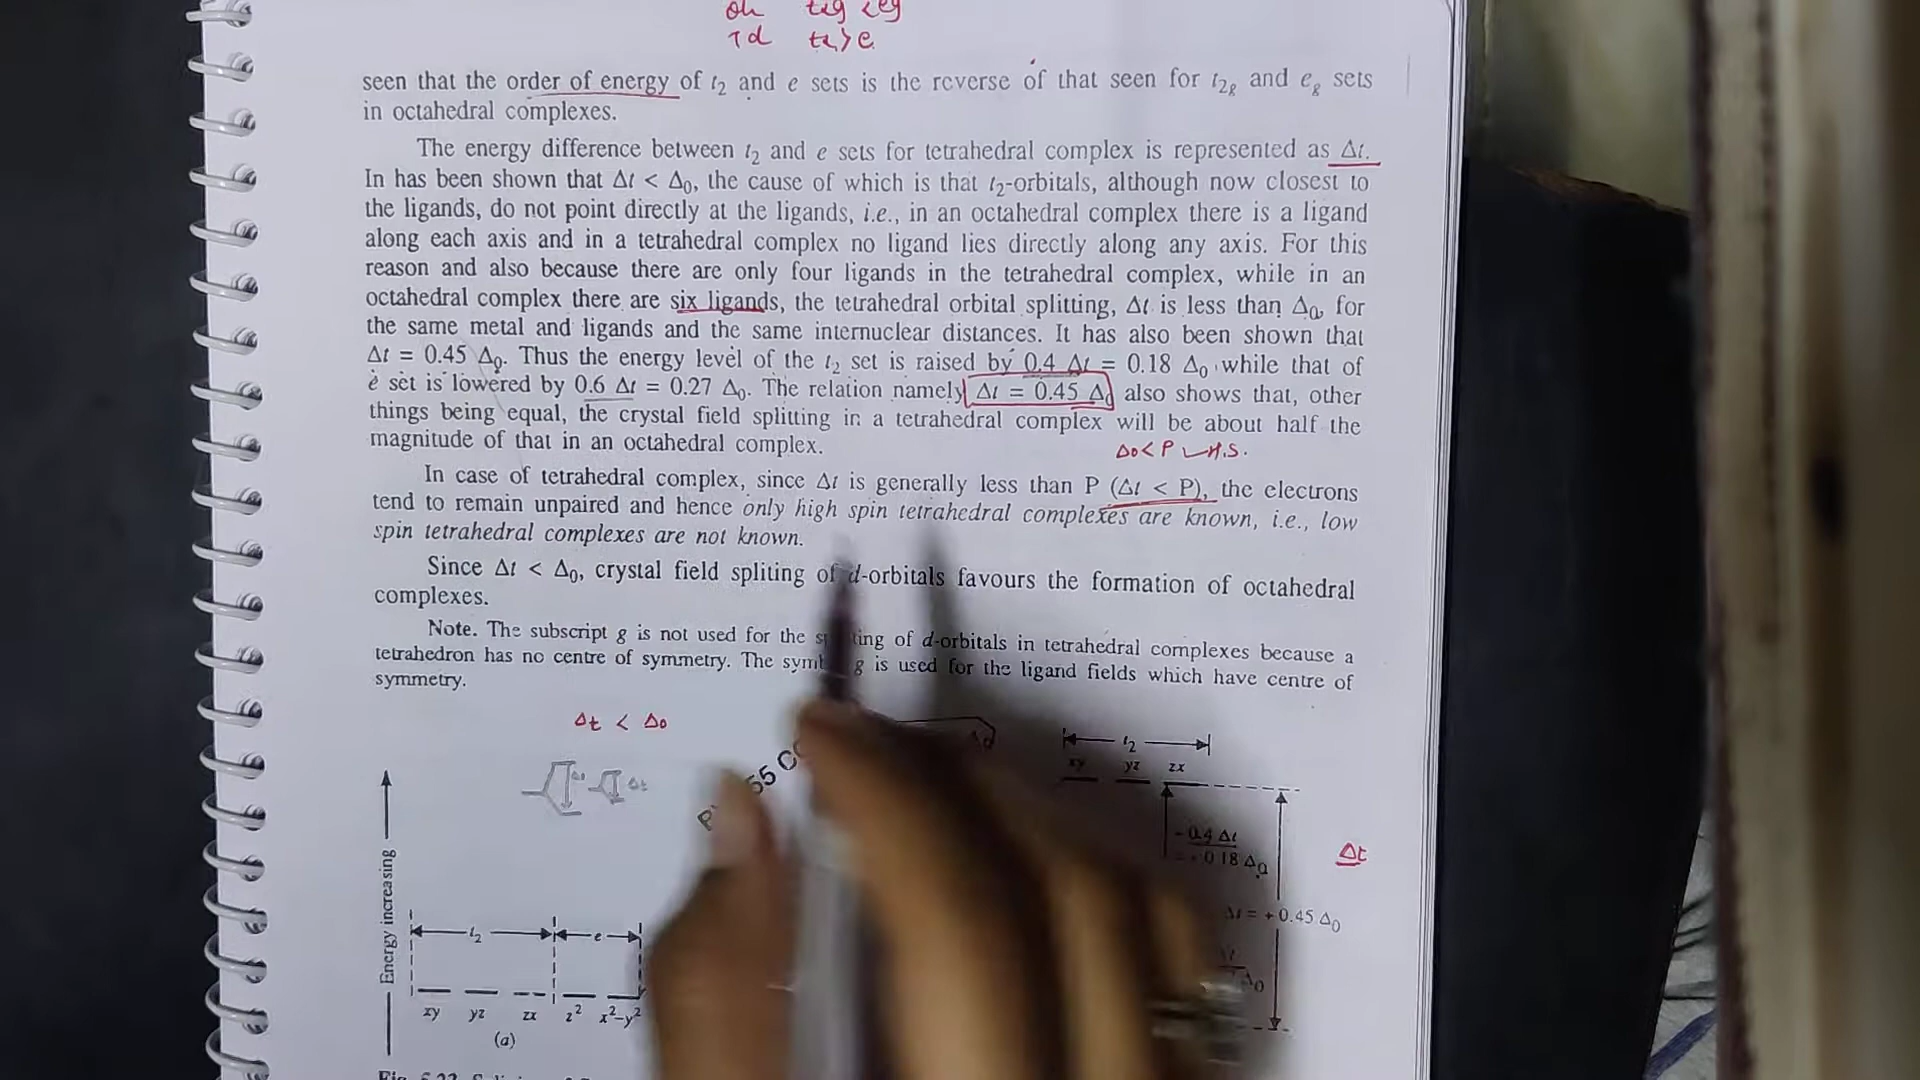 oh t2g < eg
Td t2 > e
seen that the order of energy of t2 and e sets is the reverse of that seen for t2g and eg sets
in octahedral complexes.
The energy difference between t2 and e sets for tetrahedral complex is represented as Δt.
In has been shown that Δt < Δ0, the cause of which is that t2-orbitals, although now closest to
the ligands, do not point directly at the ligands, i.e., in an octahedral complex there is a ligand
along each axis and in a tetrahedral complex no ligand lies directly along any axis. For this
reason and also because there are only four ligands in the tetrahedral complex, while in an
octahedral complex there are six ligands, the tetrahedral orbital splitting, Δt is less than Δ0, for
the same metal and ligands and the same internuclear distances. It has also been shown that
Δt = 0.45 Δ0. Thus the energy level of the t2 set is raised by 0.4 Δt = 0.18 Δ0 while that of
e set is lowered by 0.6 Δt = 0.27 Δ0. The relation namely Δt = 0.45 Δ0 also shows that, other
things being equal, the crystal field splitting in a tetrahedral complex will be about half the
magnitude of that in an octahedral complex.
Δ0 < P H.S.
In case of tetrahedral complex, since Δt is generally less than P (Δt < P), the electrons
tend to remain unpaired and hence only high spin tetrahedral complexes are known, i.e., low
spin tetrahedral complexes are not known.
Since Δt < Δ0, crystal field spliting of d-orbitals favours the formation of octahedral
complexes.
Note. The subscript g is not used for the of d-orbitals in tetrahedral complexes because a
tetrahedron has no centre of symmetry. The g is used for the ligand fields which have centre of
symmetry.
Δt < Δ0
t2
xy yz zx
0.4 Δt
0.18 Δ0
Δt
Δt = +0.45 Δ0
Energy increasing
t2 e
xy yz zx z2 x2-y2
(a)